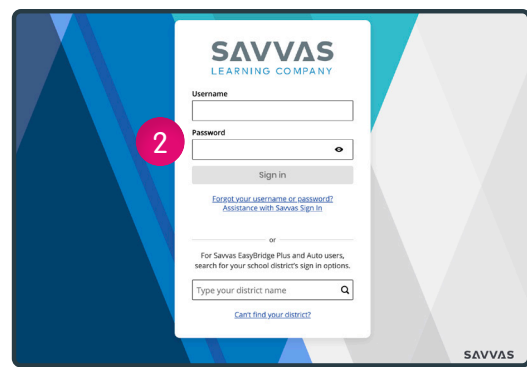 SAVVAS
LEARNING COMPANY
Username
Password
2
Sign in
Forgot your username or password?
Assistance with Savvas Sign In
or
For Savvas EasyBridge Plus and Auto users,
search for your school district's sign in options.
Type your district name
Can't find your district?
SAVVAS